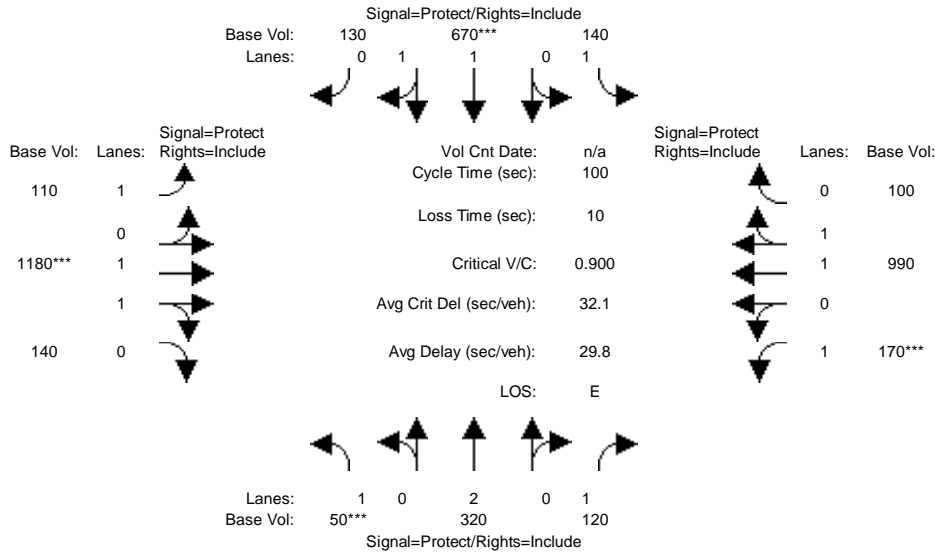 Signal=Protect/Rights=Include
Base Vol: 130 670*** 140
Lanes: 0 1 1 0 1
Signal=Protect
Base Vol: Lanes: Rights=Include
Vol Cnt Date: n/a
Signal=Protect
Rights=Include Lanes: Base Vol:
Cycle Time (sec): 100
110 1
0 100
Loss Time (sec): 10
0
1
1180*** 1
Critical V/C: 0.900
1 990
1
Avg Crit Del (sec/veh): 32.1
0
140 0
Avg Delay (sec/veh): 29.8
1 170***
LOS: E
Lanes: 1 0 2 0 1
Base Vol: 50*** 320 120
Signal=Protect/Rights=Include